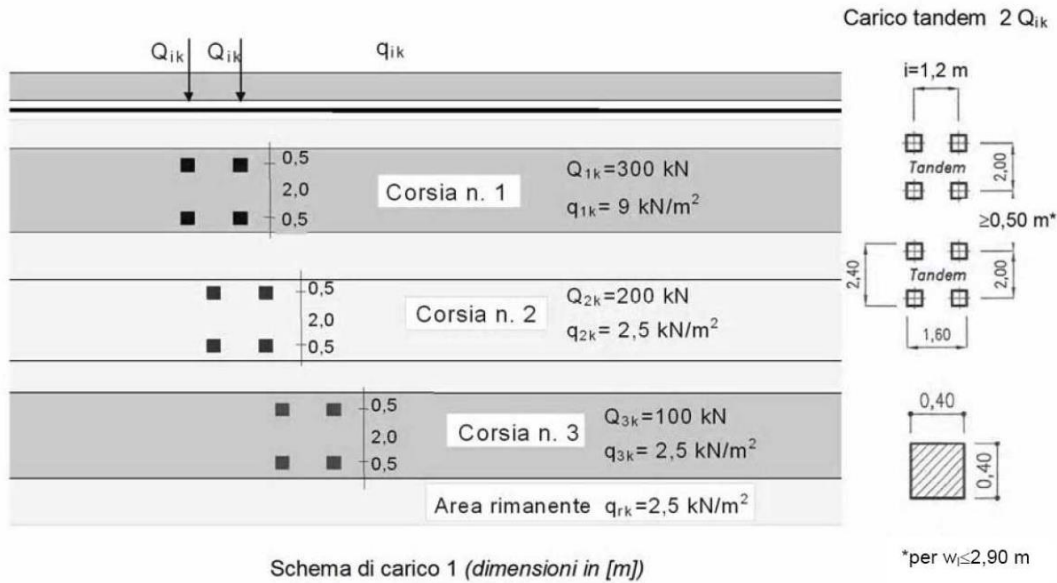 Carico tandem 2 Qik
Qik Qik qik
i=1,2 m
0,5
2,0
0,5
Corsia n. 1
Q1k=300 kN
q1k= 9 kN/m²
Tandem
2,00
≥0,50 m*
0,5
2,0
0,5
Corsia n. 2
Q2k=200 kN
q2k= 2,5 kN/m²
2,40
Tandem
2,00
1,60
0,5
2,0
0,5
Corsia n. 3
Q3k=100 kN
q3k= 2,5 kN/m²
0,40
0,40
Area rimanente qrk=2,5 kN/m²
Schema di carico 1 (dimensioni in [m])
*per wl≤2,90 m